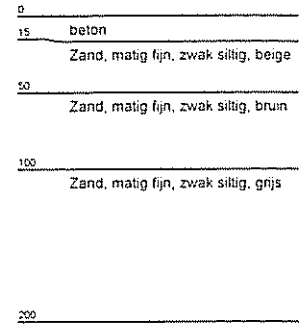 0
beton
15
Zand, matig fijn, zwak siltig, beige
50
Zand, matig fijn, zwak siltig, bruin
100
Zand, matig fijn, zwak siltig, grijs
200